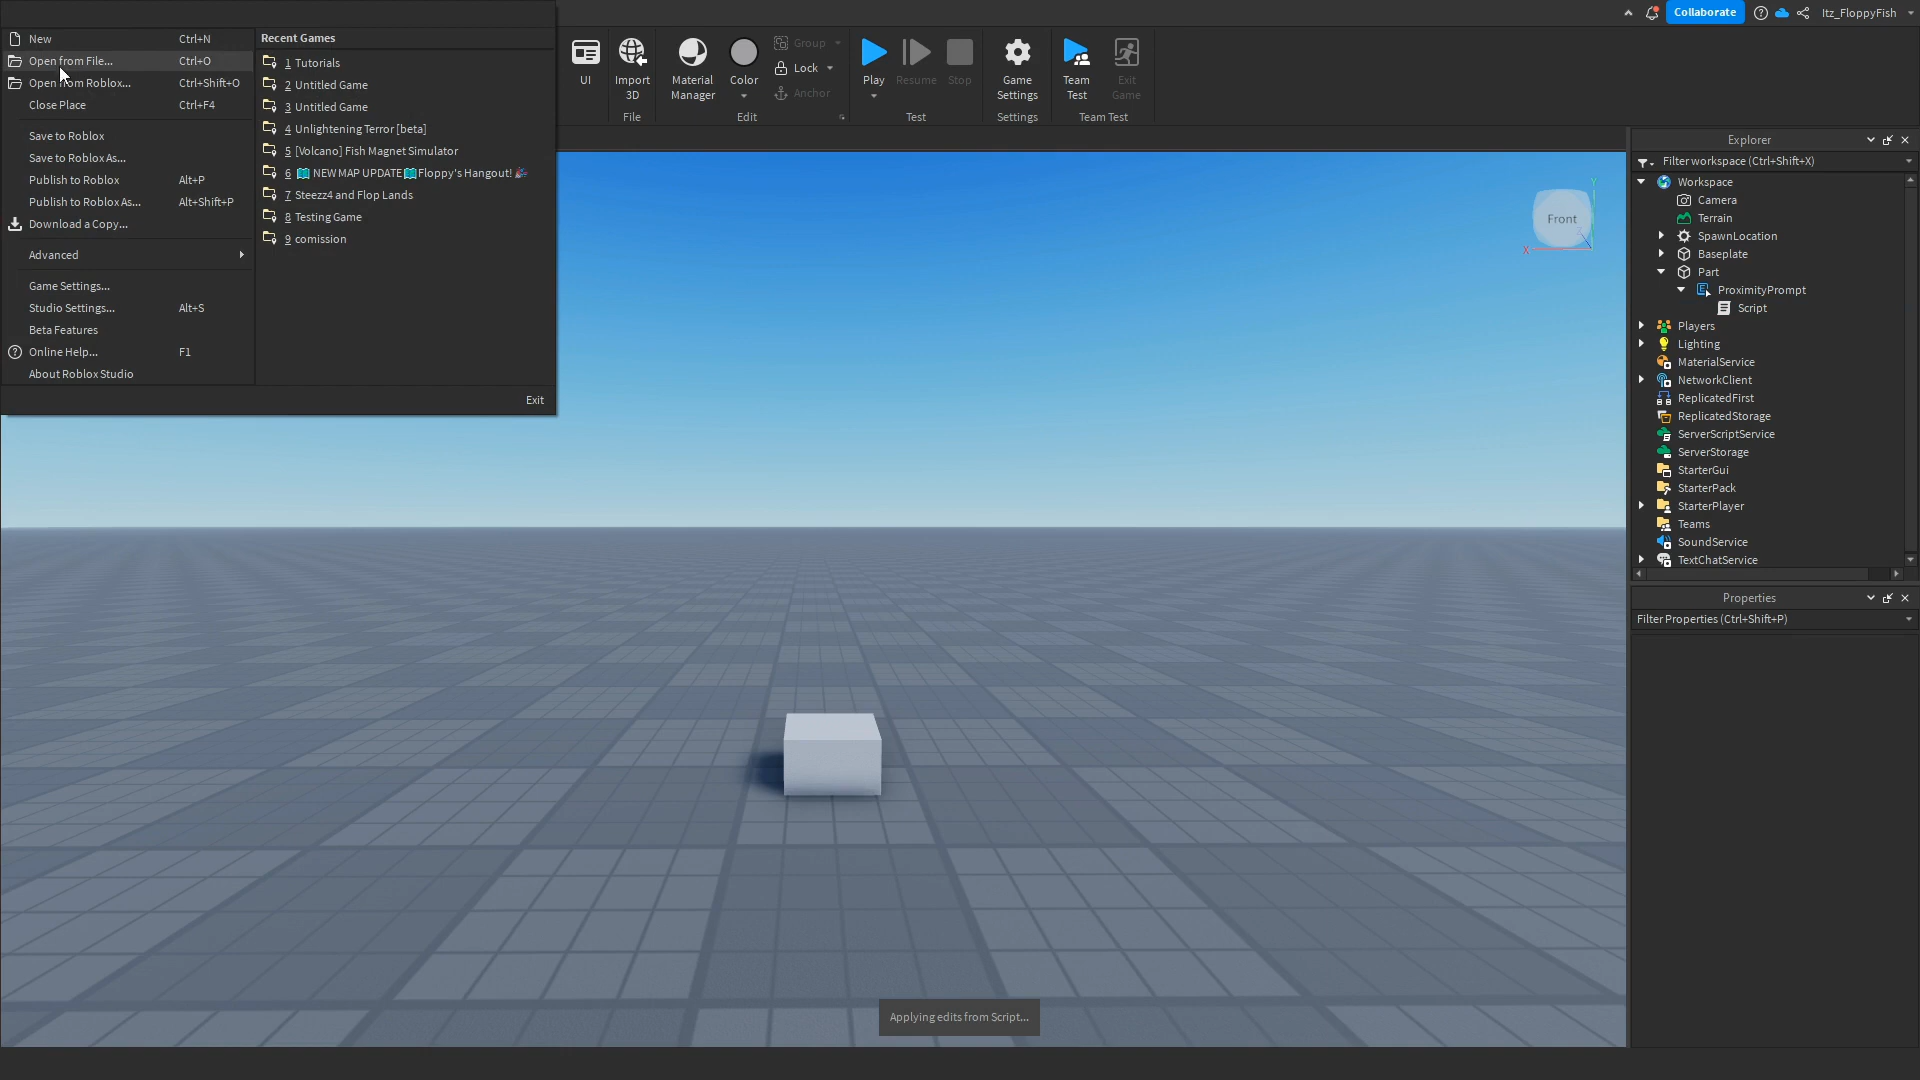 Collaborate
Itz_FloppyFish
New Ctrl+N
Open from File... Ctrl+O
Open from Roblox... Ctrl+Shift+O
Close Place Ctrl+F4
Save to Roblox
Save to Roblox As...
Publish to Roblox Alt+P
Publish to Roblox As... Alt+Shift+P
Download a Copy...
Advanced
Game Settings...
Studio Settings... Alt+S
Beta Features
Online Help... F1
About Roblox Studio
Recent Games
1 Tutorials
2 Untitled Game
3 Untitled Game
4 Unlightening Terror [beta]
5 [Volcano] Fish Magnet Simulator
6 🗺️ NEW MAP UPDATE🗺️Floppy's Hangout! 🎉
7 Steezz4 and Flop Lands
8 Testing Game
9 comission
Exit
UI
Import
3D
File
Material
Manager
Color
Group
Lock
Anchor
Edit
Play
Resume
Stop
Test
Game
Settings
Settings
Team
Test
Exit
Game
Team Test
Front
X
Y
Explorer
Filter workspace (Ctrl+Shift+X)
Workspace
Camera
Terrain
SpawnLocation
Baseplate
Part
ProximityPrompt
Script
Players
Lighting
MaterialService
NetworkClient
ReplicatedFirst
ReplicatedStorage
ServerScriptService
ServerStorage
StarterGui
StarterPack
StarterPlayer
Teams
SoundService
TextChatService
Properties
Filter Properties (Ctrl+Shift+P)
Applying edits from Script...